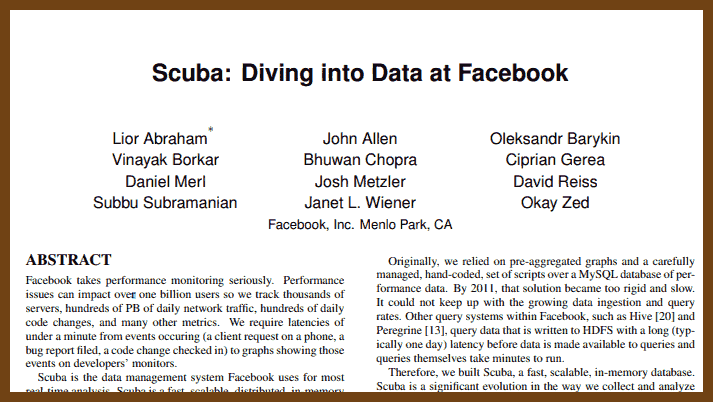 Scuba: Diving into Data at Facebook
Lior Abraham* John Allen Oleksandr Barykin
Vinayak Borkar Bhuwan Chopra Ciprian Gerea
Daniel Merl Josh Metzler David Reiss
Subbu Subramanian Janet L. Wiener Okay Zed
Facebook, Inc. Menlo Park, CA
ABSTRACT
Facebook takes performance monitoring seriously. Performance
issues can impact over one billion users so we track thousands of
servers, hundreds of PB of daily network traffic, hundreds of daily
code changes, and many other metrics. We require latencies of
under a minute from events occuring (a client request on a phone, a
bug report filed, a code change checked in) to graphs showing those
events on developers' monitors.
Scuba is the data management system Facebook uses for most
real-time analysis. Scuba is a fast, scalable, distributed, in-memory
Originally, we relied on pre-aggregated graphs and a carefully
managed, hand-coded, set of scripts over a MySQL database of per-
formance data. By 2011, that solution became too rigid and slow.
It could not keep up with the growing data ingestion and query
rates. Other query systems within Facebook, such as Hive [20] and
Peregrine [13], query data that is written to HDFS with a long (typ-
ically one day) latency before data is made available to queries and
queries themselves take minutes to run.
Therefore, we built Scuba, a fast, scalable, in-memory database.
Scuba is a significant evolution in the way we collect and analyze